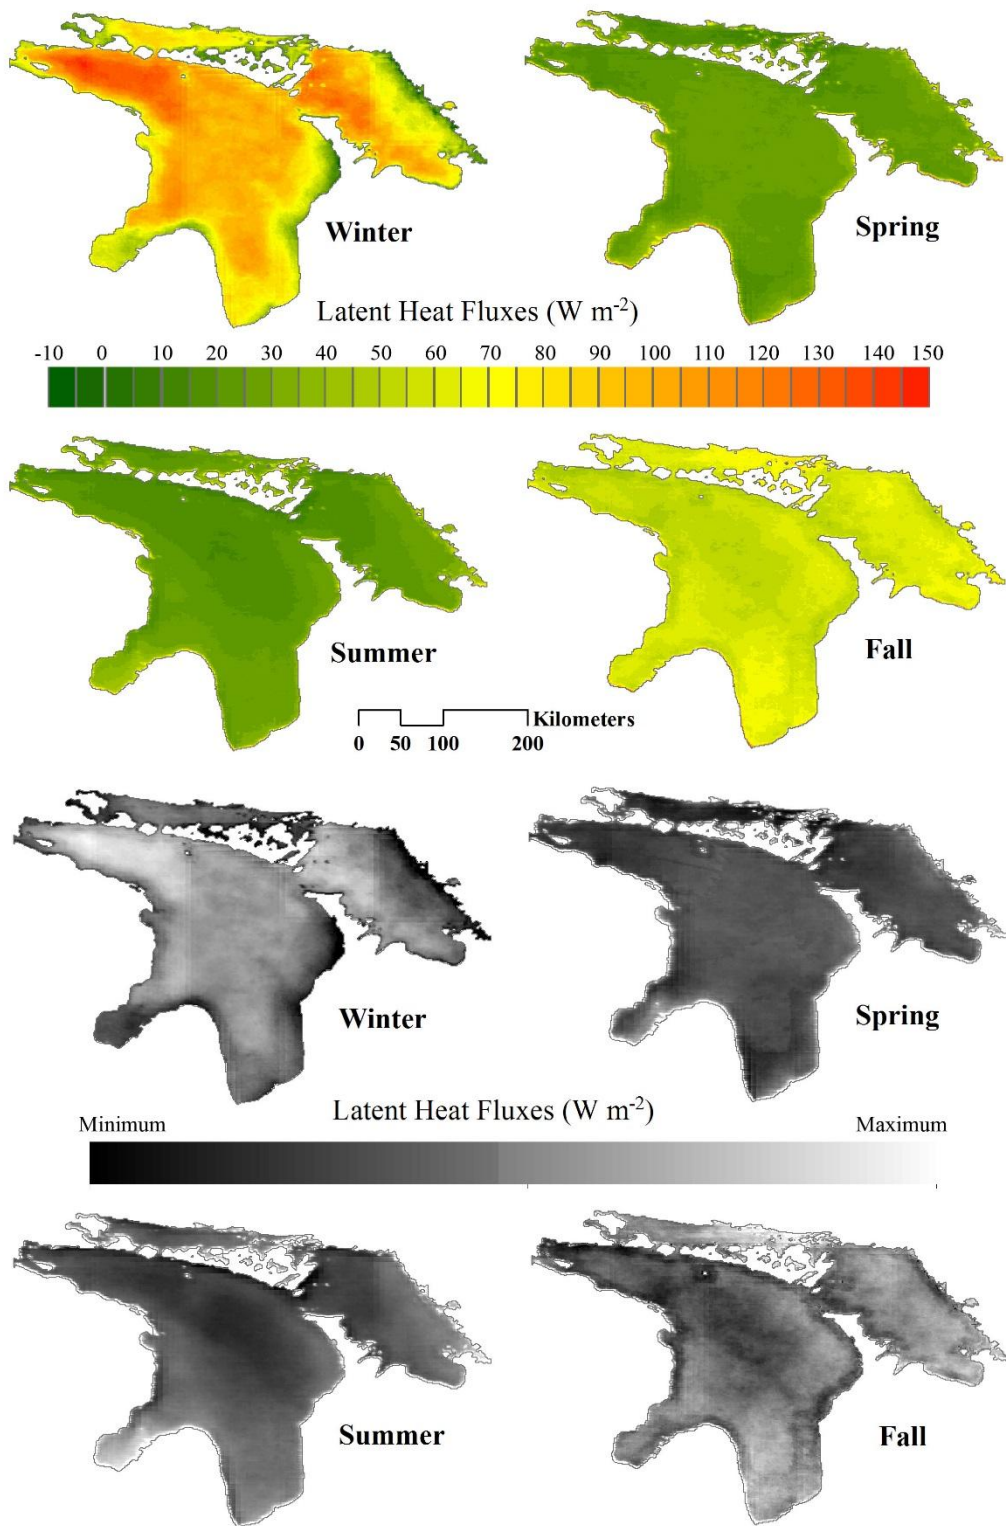 Winter
Spring
Latent Heat Fluxes (W m-2)
-10 0 10 20 30 40 50 60 70 80 90 100 110 120 130 140 150
Summer
Fall
Kilometers
0 50 100 200
Winter
Spring
Latent Heat Fluxes (W m-2)
Minimum
Maximum
Summer
Fall